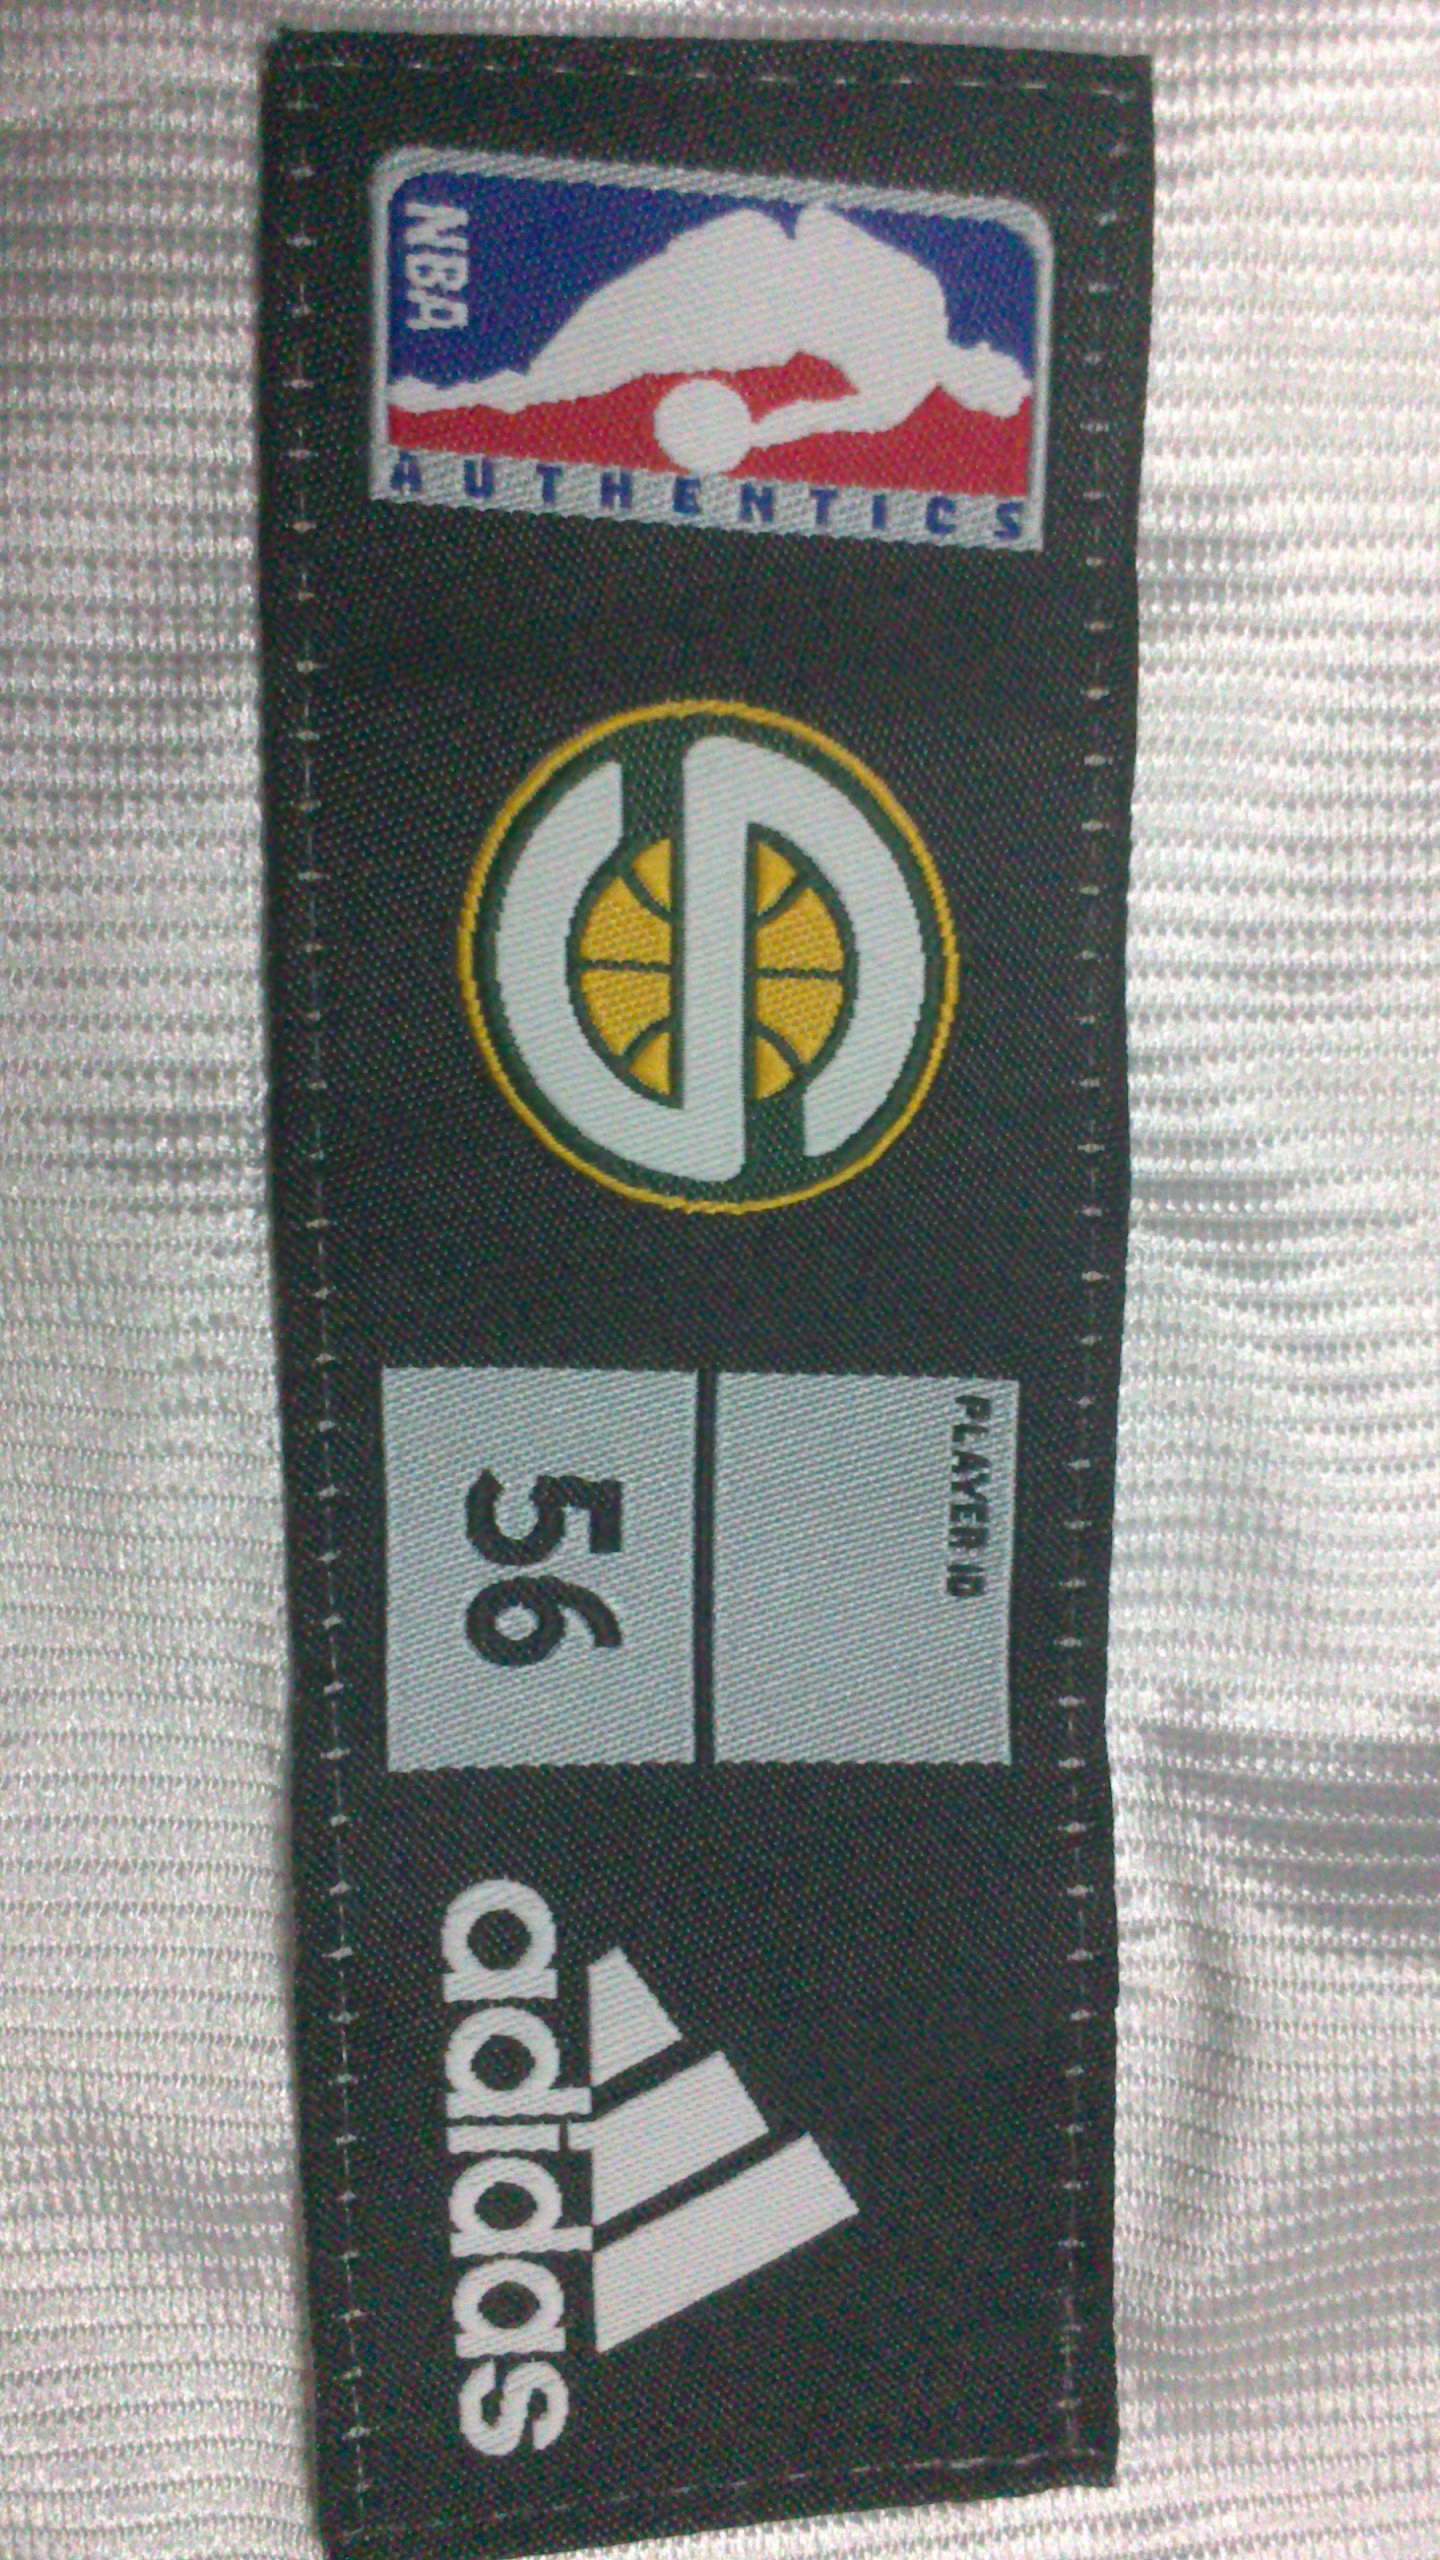 NBA
AUTHENTICS
PLAYER ID
56
adidas